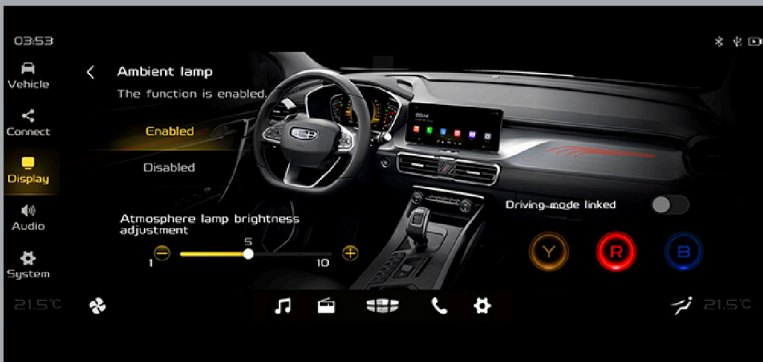 03:53
Vehicle
Connect
Display
Audio
System
Ambient lamp
The function is enabled.
Enabled
Disabled
Atmosphere lamp brightness
adjustment
5
1
10
Driving mode linked
Y
R
B
21.5°C
21.5°C